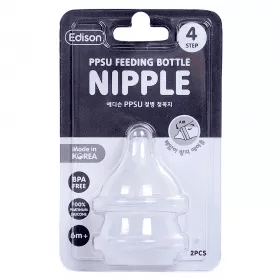 Edison
4
STEP
PPSU FEEDING BOTTLE
NIPPLE
에디슨 PPSU 젖병 젖꼭지
Made in
KOREA
BPA
FREE
100%
PLATINUM
SILICONE
6m+
2PCS